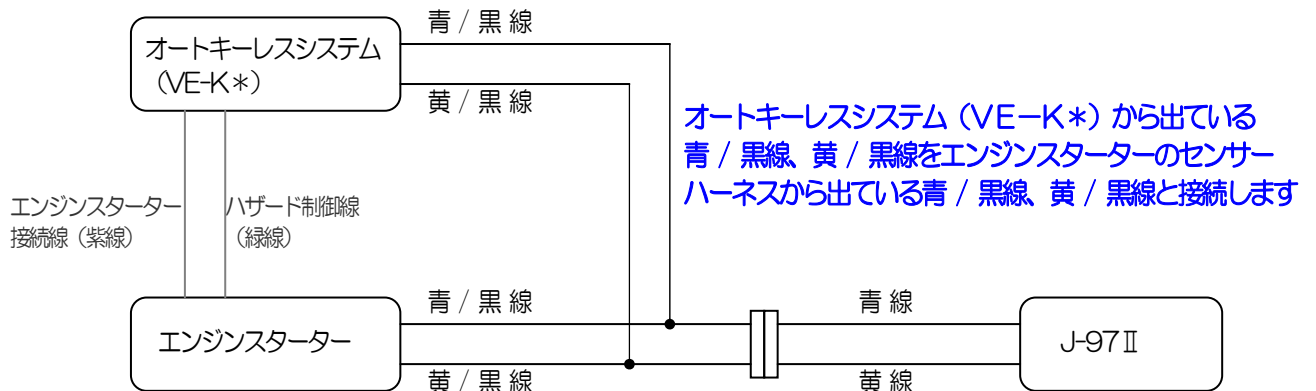 青 / 黒 線
オートキーレスシステム
（VE-K＊）
黄 / 黒 線
オートキーレスシステム（VE－K＊）から出ている
青 / 黒線、黄 / 黒線をエンジンスターターのセンサー
ハーネスから出ている青 / 黒線、黄 / 黒線と接続します
エンジンスターター
接続線（紫線）
ハザード制御線
（緑線）
青 / 黒 線
青 線
エンジンスターター
J-97Ⅱ
黄 / 黒 線
黄 線